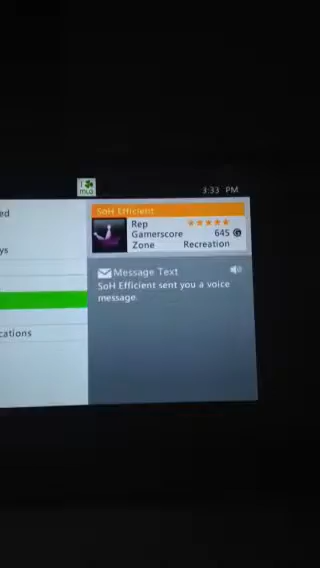 I
MLG
3:33 PM
ed
SoH Efficient
Rep
Gamerscore 645 G
Zone Recreation
ys
Message Text
SoH Efficient sent you a voice
message.
cations